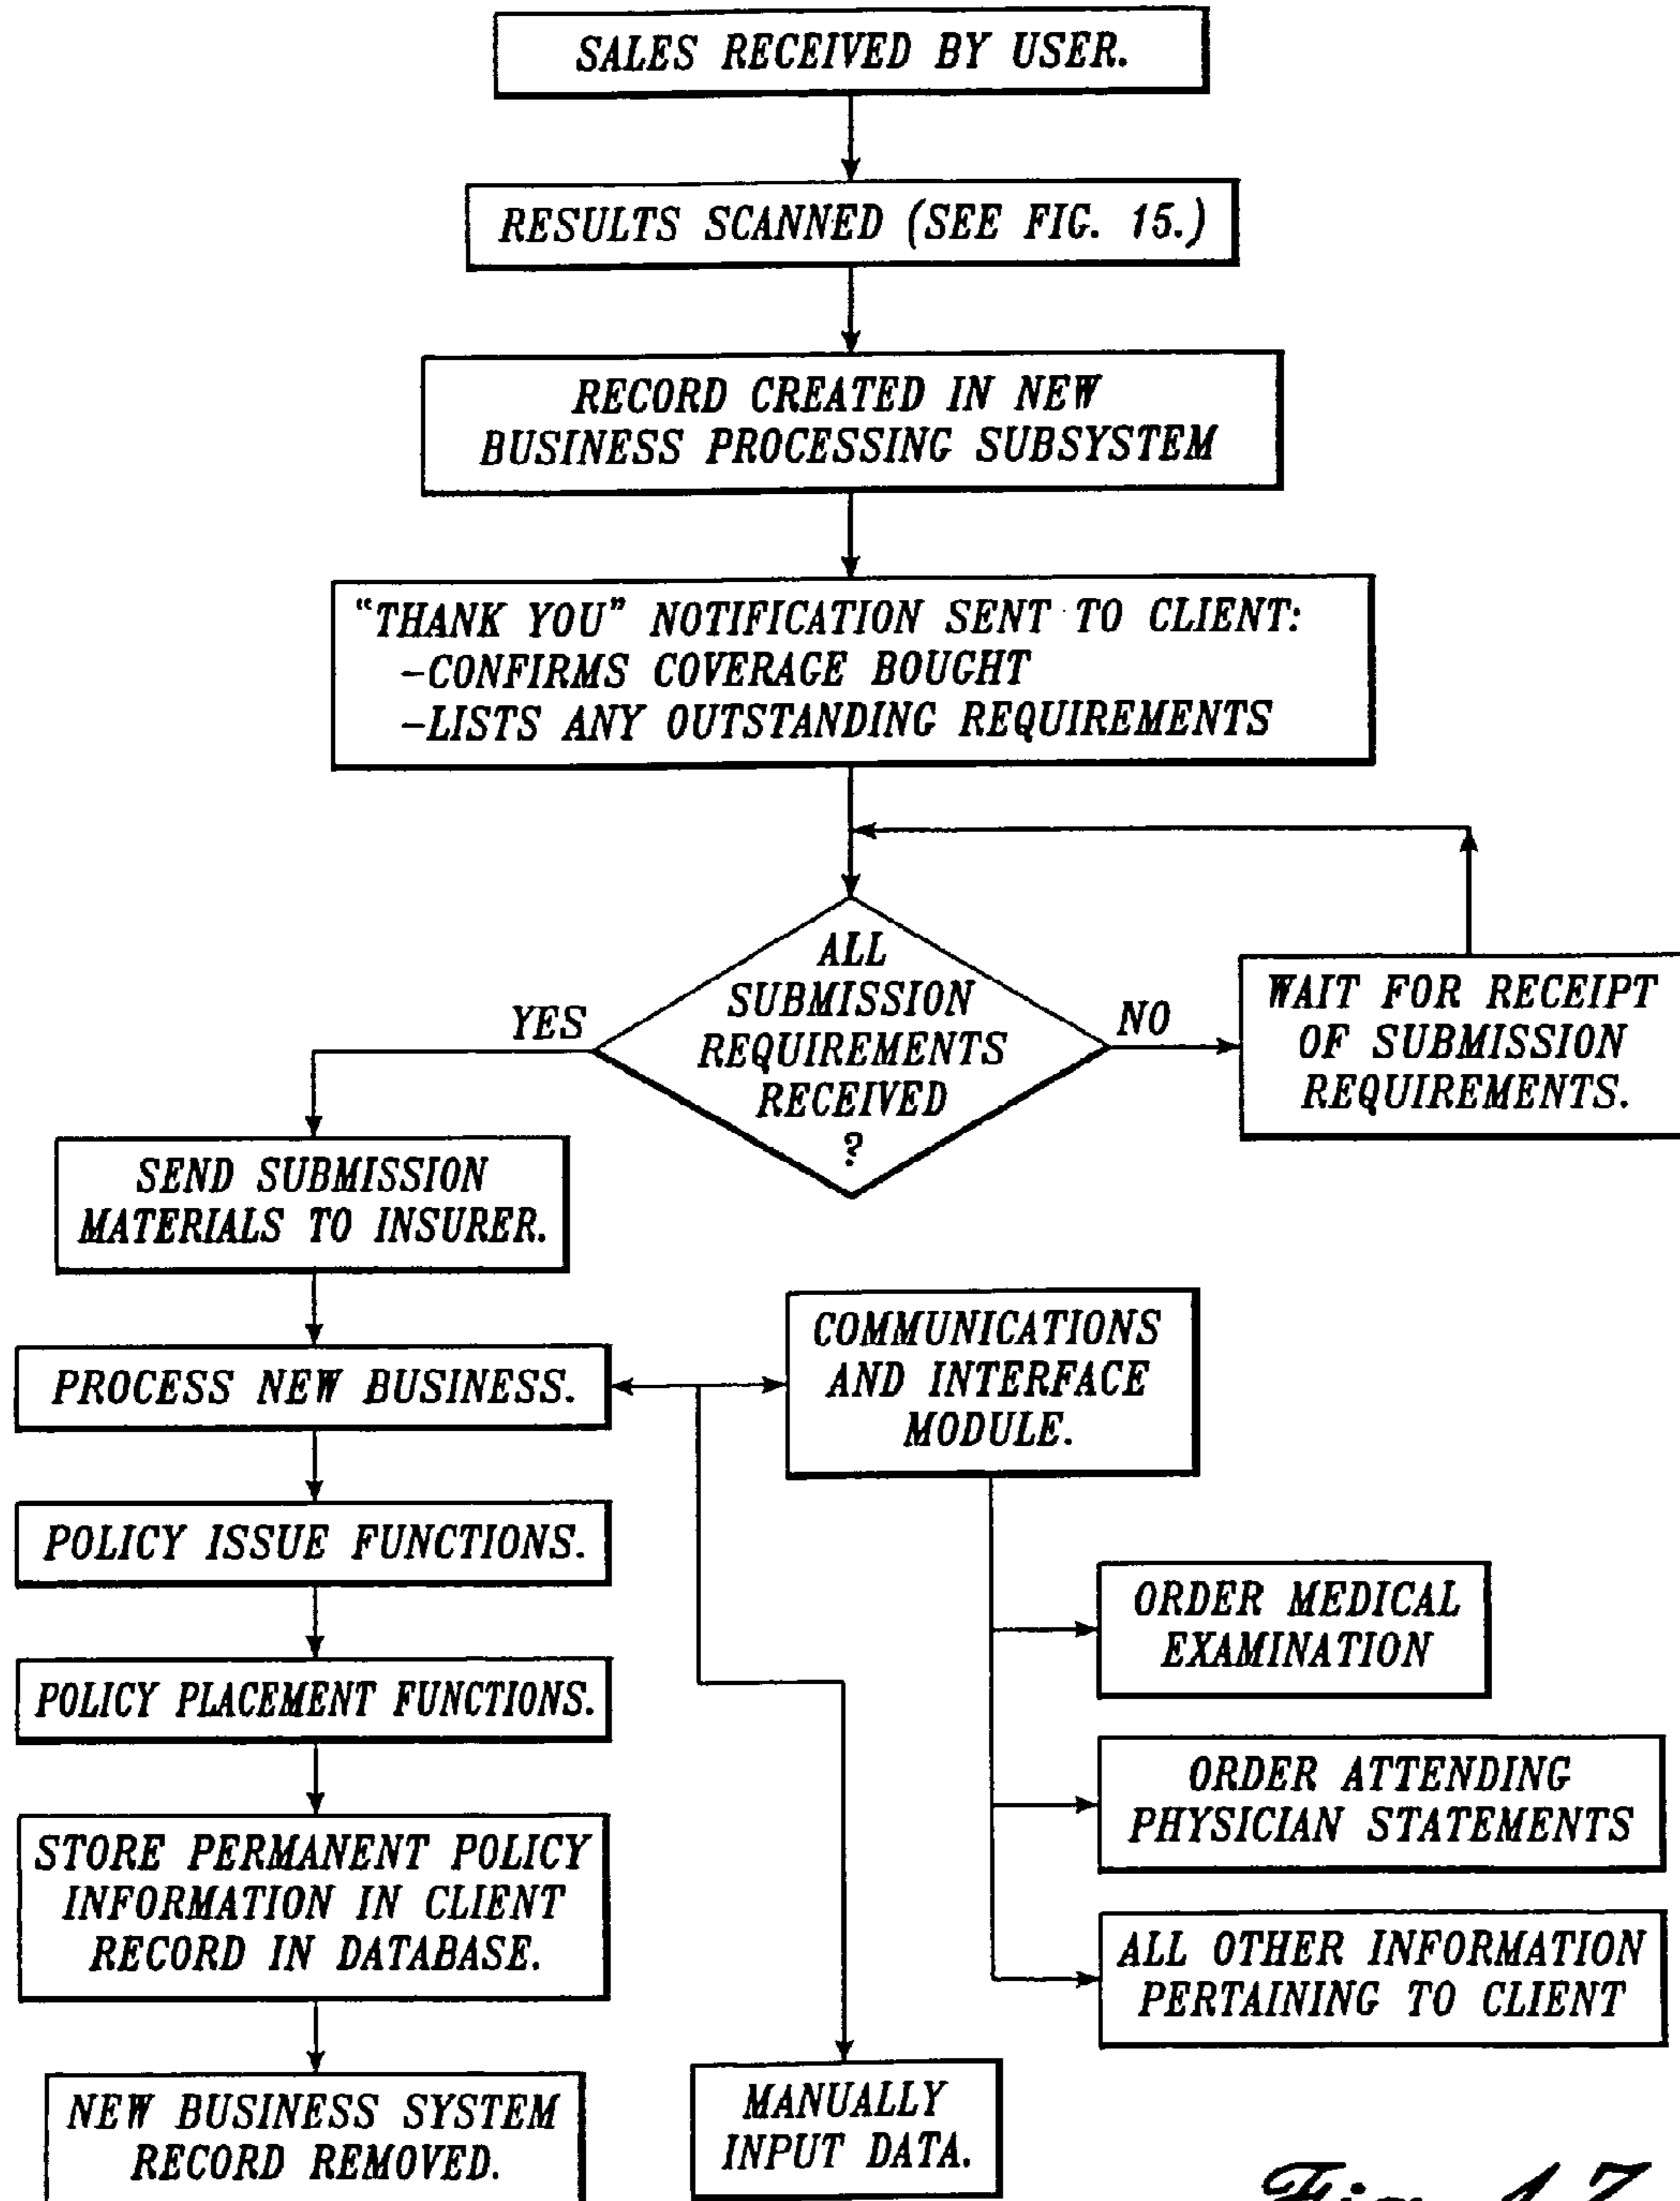 SALES RECEIVED BY USER.
RESULTS SCANNED (SEE FIG. 15.)
RECORD CREATED IN NEW
BUSINESS PROCESSING SUBSYSTEM
“THANK YOU” NOTIFICATION SENT TO CLIENT:
-CONFIRMS COVERAGE BOUGHT
-LISTS ANY OUTSTANDING REQUIREMENTS
ALL
SUBMISSION
REQUIREMENTS
RECEIVED
?
YES
NO
WAIT FOR RECEIPT
OF SUBMISSION
REQUIREMENTS.
SEND SUBMISSION
MATERIALS TO INSURER.
PROCESS NEW BUSINESS.
COMMUNICATIONS
AND INTERFACE
MODULE.
POLICY ISSUE FUNCTIONS.
ORDER MEDICAL
EXAMINATION
POLICY PLACEMENT FUNCTIONS.
ORDER ATTENDING
PHYSICIAN STATEMENTS
STORE PERMANENT POLICY
INFORMATION IN CLIENT
RECORD IN DATABASE.
ALL OTHER INFORMATION
PERTAINING TO CLIENT
NEW BUSINESS SYSTEM
RECORD REMOVED.
MANUALLY
INPUT DATA.